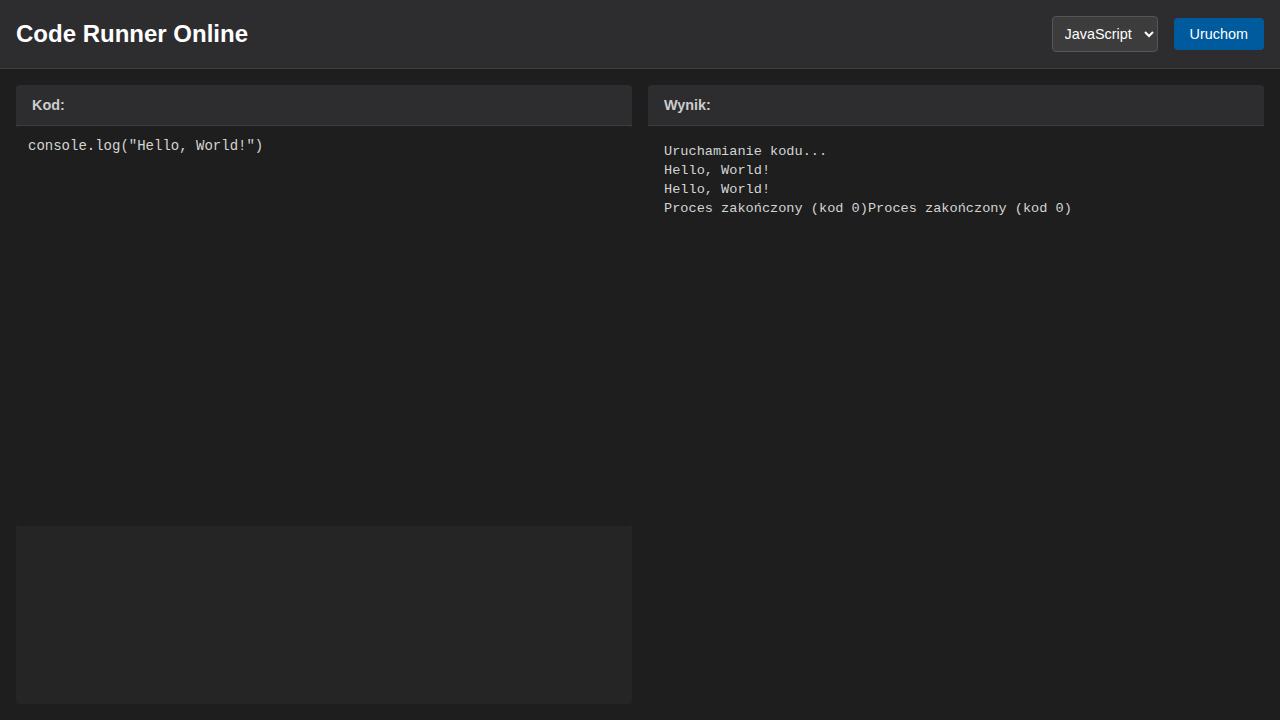 Code Runner Online
JavaScript
Uruchom
Kod:
console.log("Hello, World!")
Wynik:
Uruchamianie kodu...
Hello, World!
Hello, World!
Proces zakończony (kod 0)Proces zakończony (kod 0)